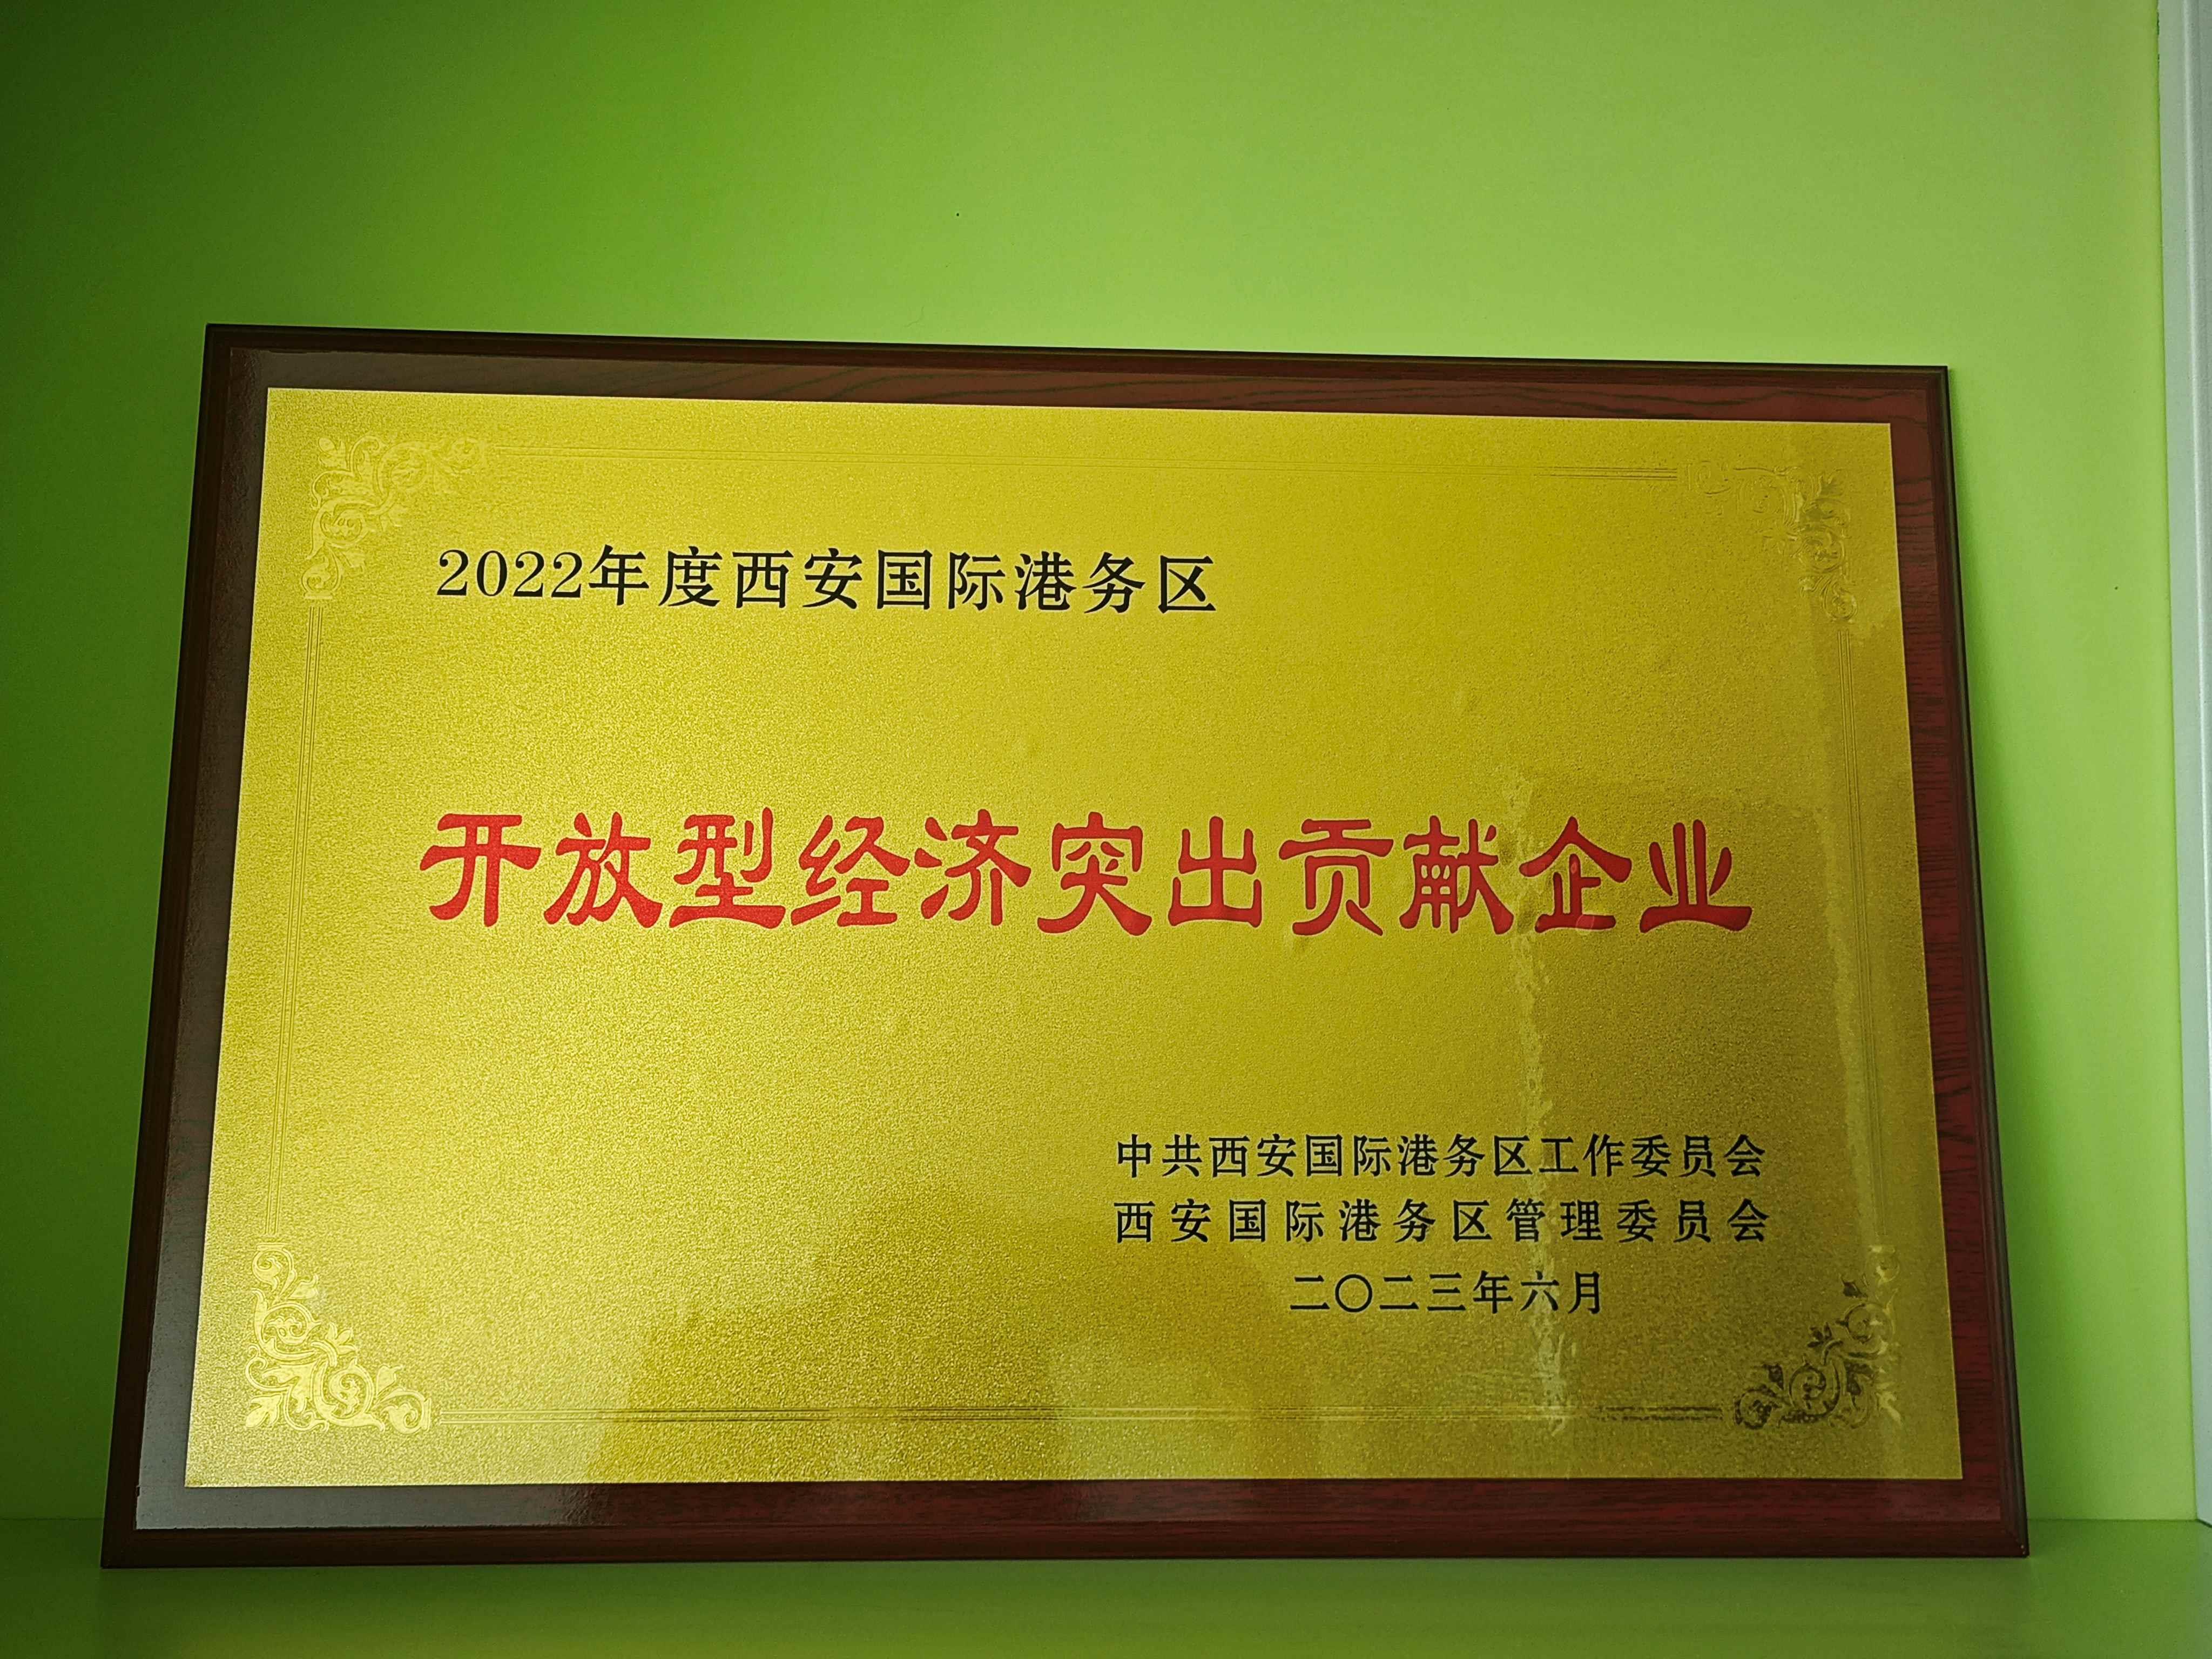 2022年度西安国际港务区
开放型经济突出贡献企业
中共西安国际港务区工作委员会
西安国际港务区管理委员会
二〇二三年六月